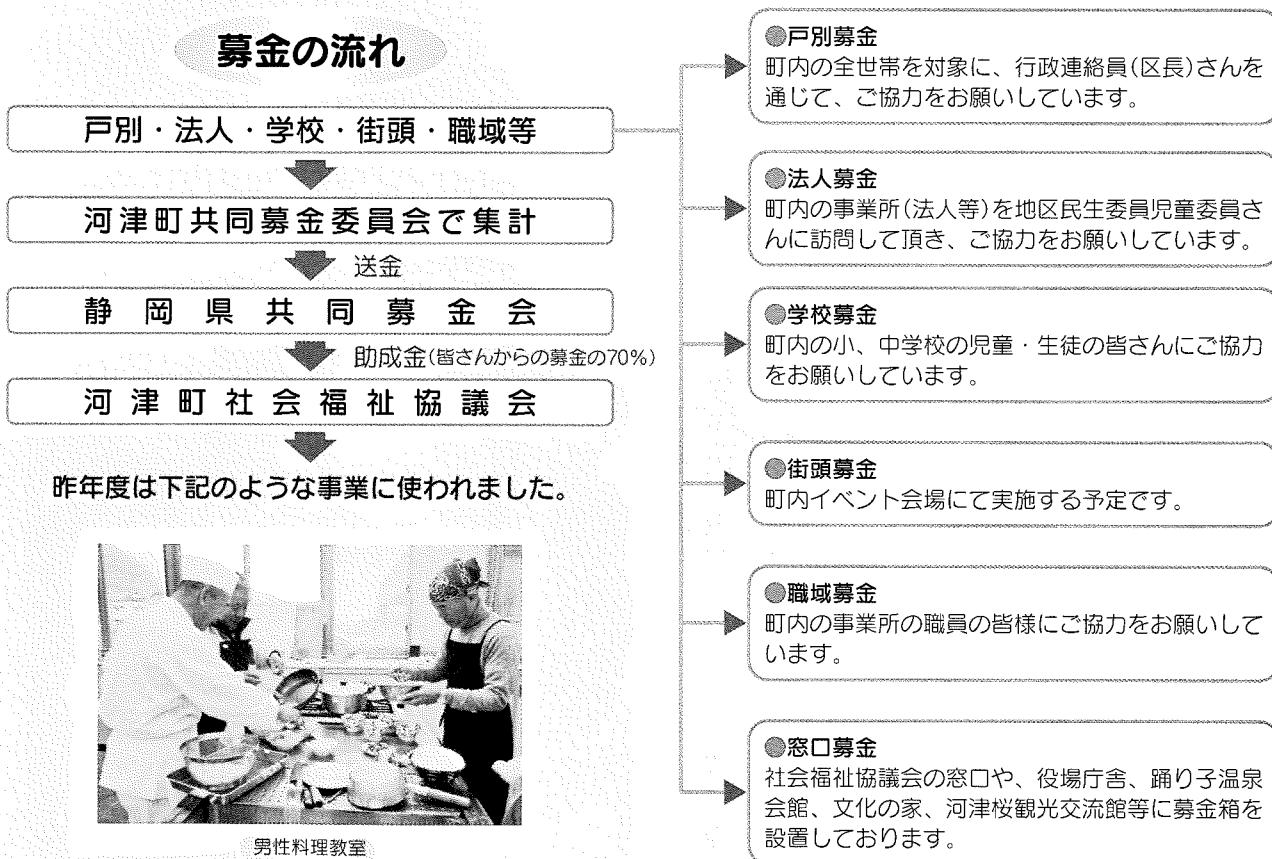 募金の流れ
戸別・法人・学校・街頭・職域等
河津町共同募金委員会で集計
送金
静岡県共同募金会
助成金(皆さんからの募金の70%)
河津町社会福祉協議会
昨年度は下記のような事業に使われました。
男性料理教室
●戸別募金
町内の全世帯を対象に、行政連絡員(区長)さんを
通じて、ご協力をお願いしています。
●法人募金
町内の事業所(法人等)を地区民生委員児童委員さ
んに訪問して頂き、ご協力をお願いしています。
●学校募金
町内の小、中学校の児童・生徒の皆さんにご協力
をお願いしています。
●街頭募金
町内イベント会場にて実施する予定です。
●職域募金
町内の事業所の職員の皆様にご協力をお願いして
います。
●窓口募金
社会福祉協議会の窓口や、役場庁舎、踊り子温泉
会館、文化の家、河津桜観光交流館等に募金箱を
設置しております。